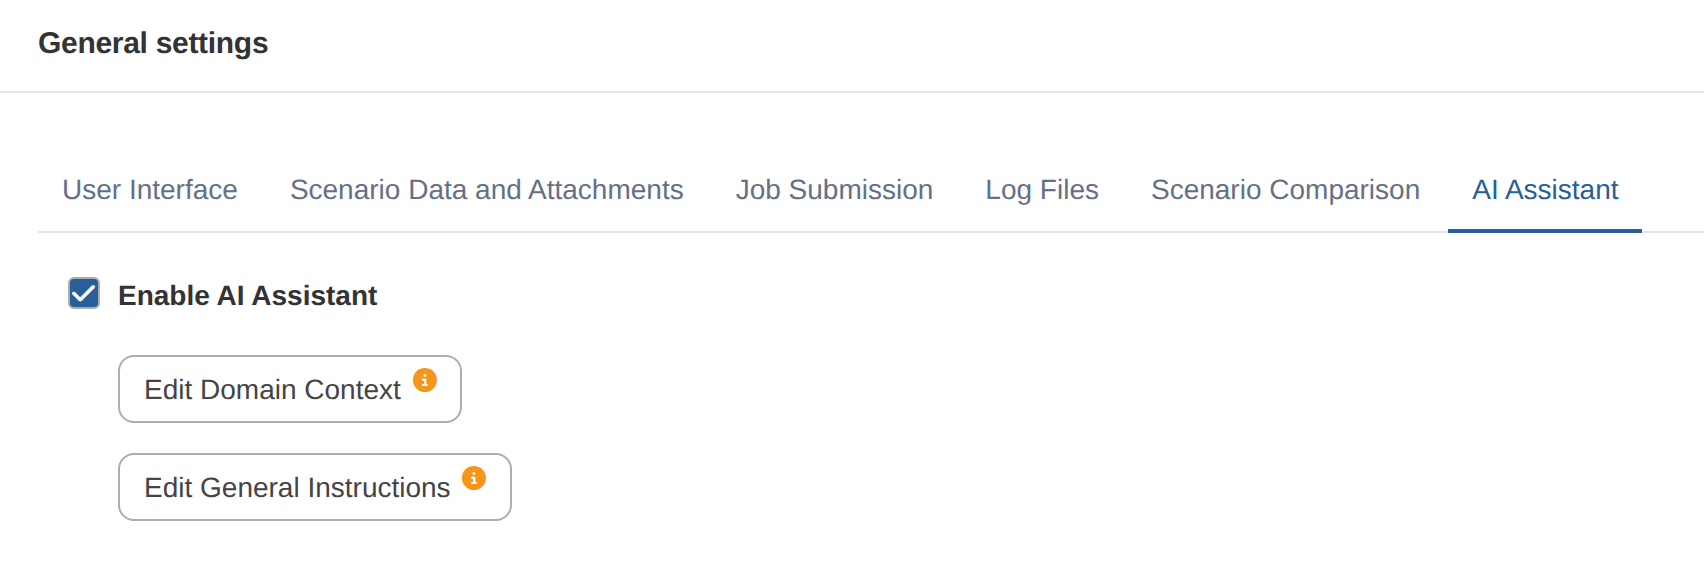 General settings
User Interface Scenario Data and Attachments Job Submission Log Files Scenario Comparison AI Assistant
Enable AI Assistant
Edit Domain Context i
Edit General Instructions i